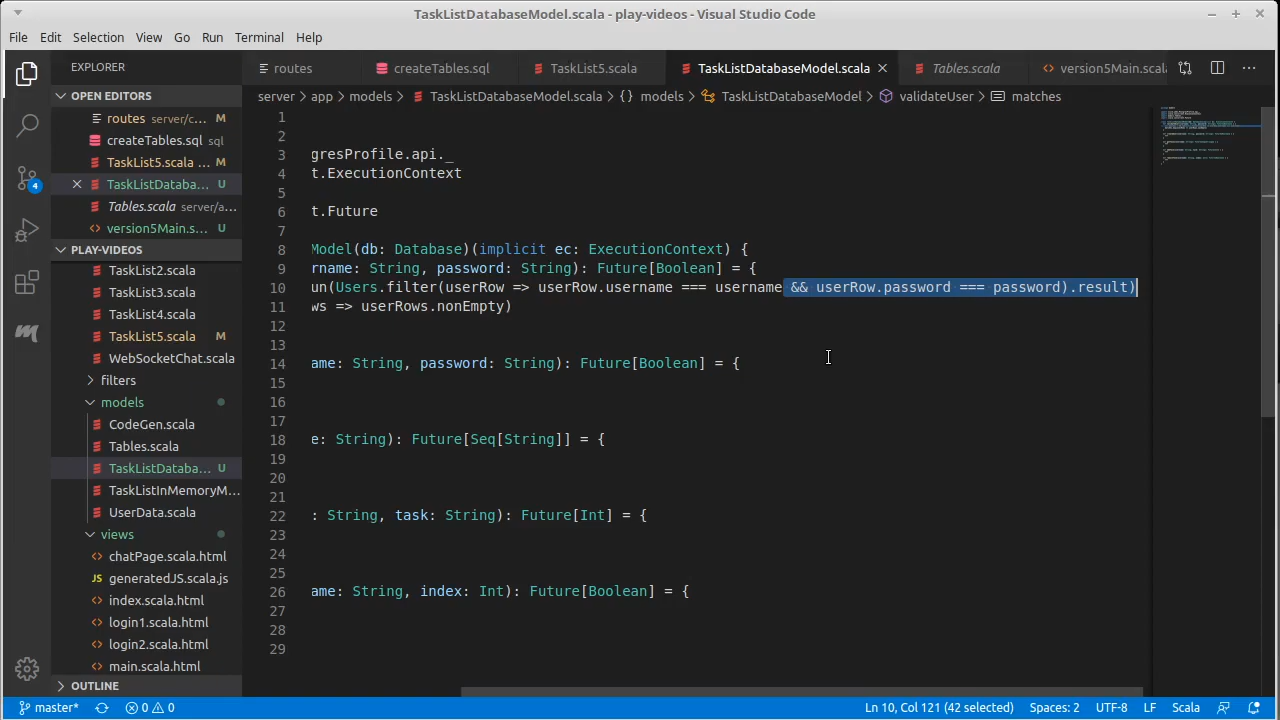 TaskListDatabaseModel.scala - play-videos - Visual Studio Code
File Edit Selection View Go Run Terminal Help
EXPLORER
routes createTables.sql TaskList5.scala TaskListDatabaseModel.scala Tables.scala version5Main.scala
server › app › models › TaskListDatabaseModel.scala › {} models › TaskListDatabaseModel › validateUser › matches
OPEN EDITORS
routes server/c... M
createTables.sql sql
TaskList5.scala ... M
TaskListDataba... U
Tables.scala server/a...
version5Main.s... U
PLAY-VIDEOS
TaskList2.scala
TaskList3.scala
TaskList4.scala
TaskList5.scala M
WebSocketChat.scala
filters
models
CodeGen.scala
Tables.scala
TaskListDataba... U
TaskListInMemoryM...
UserData.scala
views
chatPage.scala.html
JS generatedJS.scala.js
index.scala.html
login1.scala.html
login2.scala.html
main.scala.html
OUTLINE
4
1
2
3 gresProfile.api._
4 t.ExecutionContext
5
6 t.Future
7
8 Model(db: Database)(implicit ec: ExecutionContext) {
9 rname: String, password: String): Future[Boolean] = {
10 un(Users.filter(userRow => userRow.username === username && userRow.password === password).result)
11 ws => userRows.nonEmpty)
12
13
14 ame: String, password: String): Future[Boolean] = {
15
16
17
18 e: String): Future[Seq[String]] = {
19
20
21
22 : String, task: String): Future[Int] = {
23
24
25
26 ame: String, index: Int): Future[Boolean] = {
27
28
29
master* 0 0 Ln 10, Col 121 (42 selected) Spaces: 2 UTF-8 LF Scala